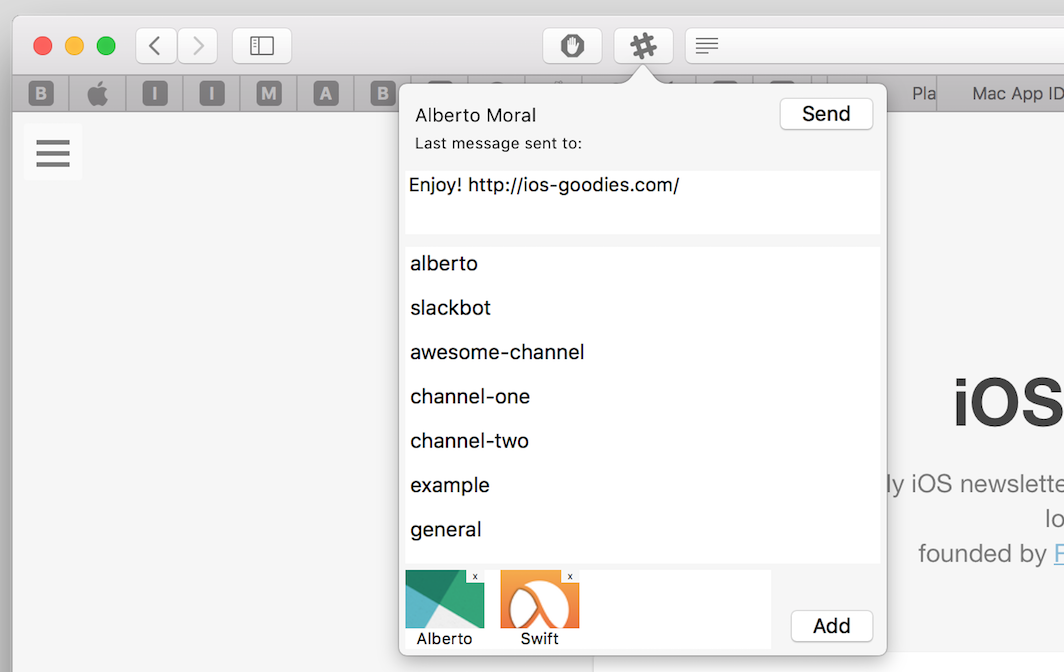 B I I M A B Pla Mac App ID
Alberto Moral
Send
Last message sent to:
Enjoy! http://ios-goodies.com/
alberto
slackbot
awesome-channel
channel-one
channel-two
example
general
x x
Alberto Swift
Add
iOS
ly iOS newslette
lo
founded by